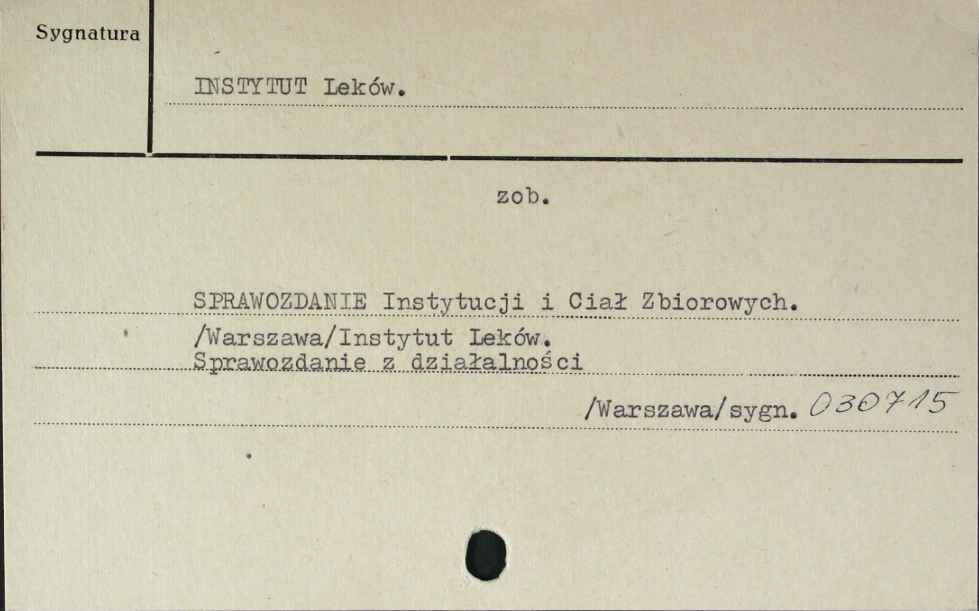 Sygnatura
INSTYTUT Leków.
zob.
SPRAWOZDANIE Instytucji i Ciał Zbiorowych.
/Warszawa/Instytut Leków.
Sprawozdanie z działalności
/Warszawa/sygn. 030715